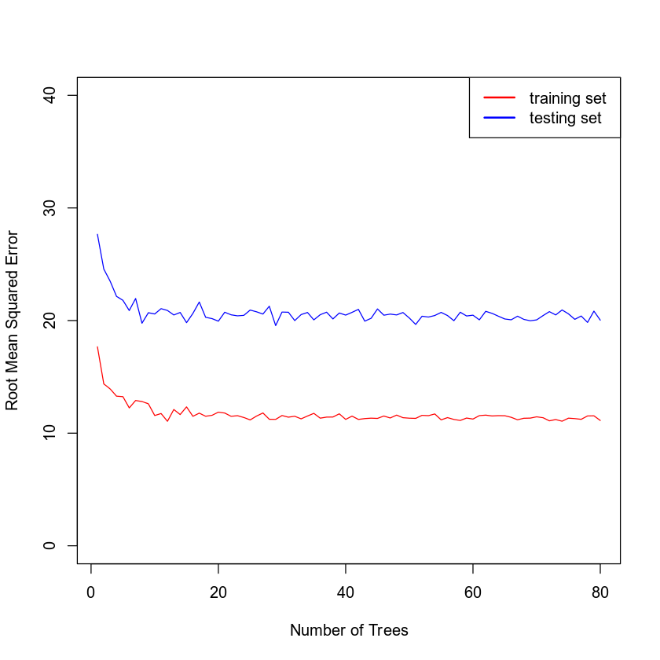 training set
testing set
Root Mean Squared Error
40
30
20
10
0
0 20 40 60 80
Number of Trees